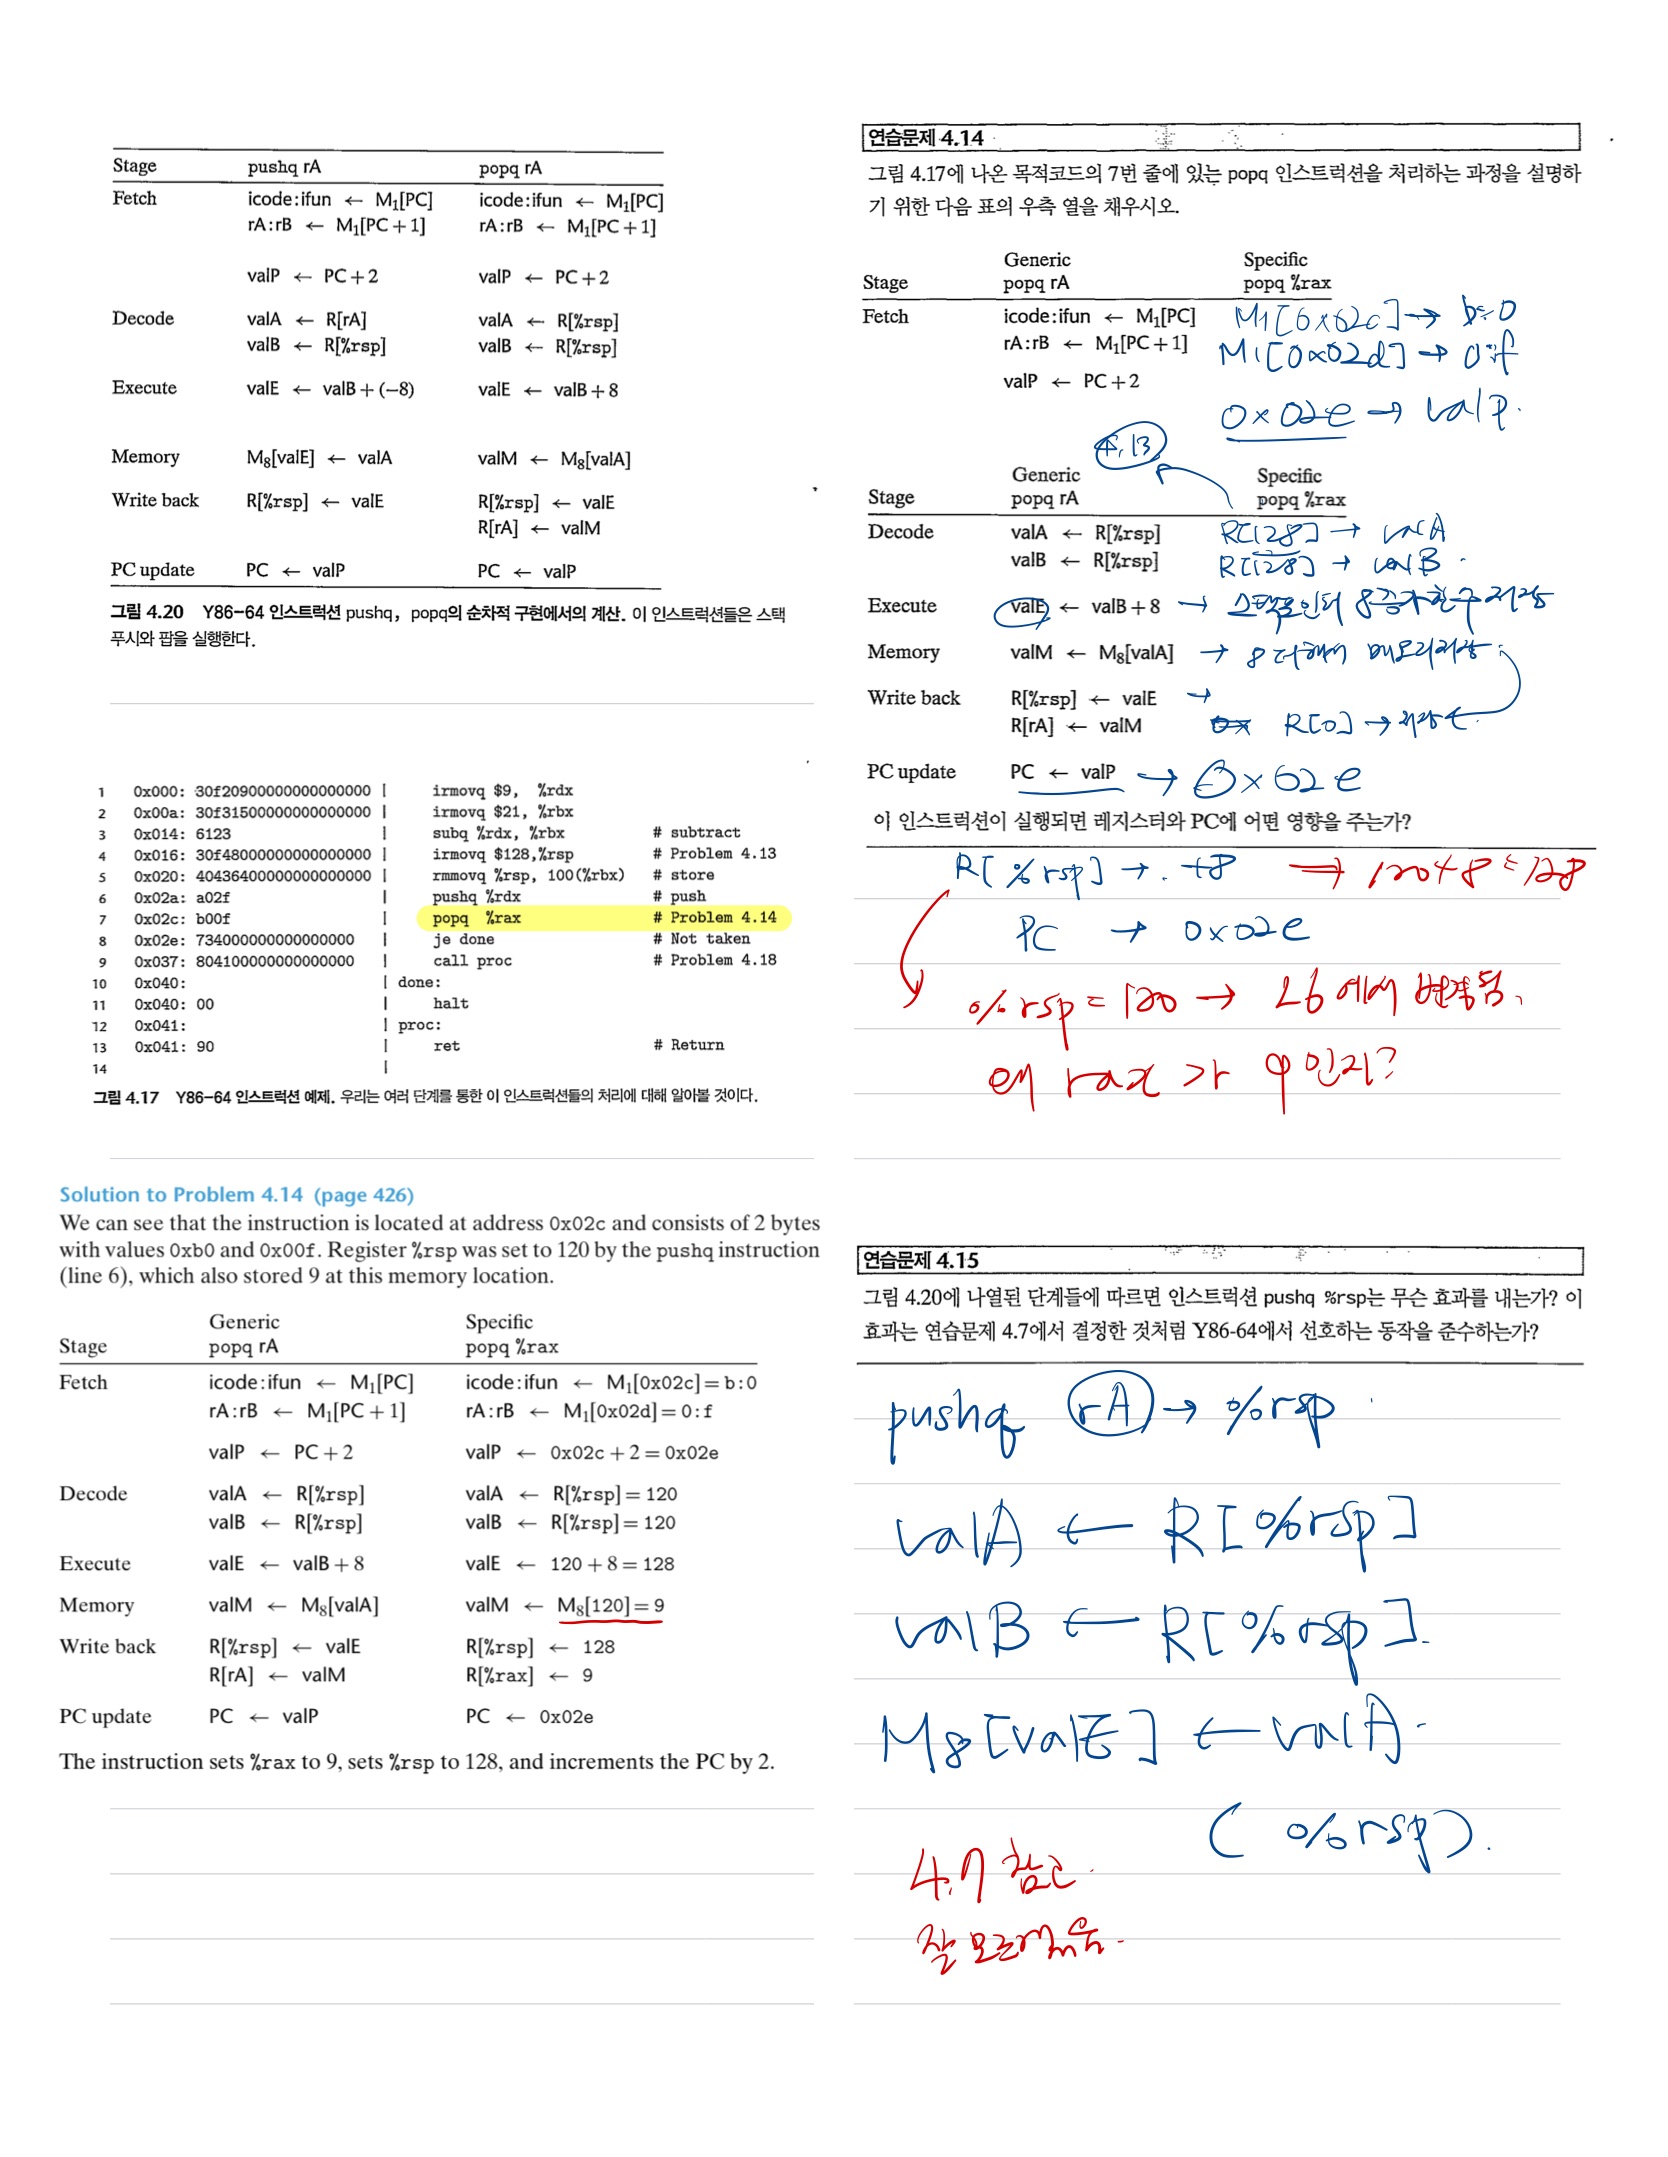 Stage pushq rA popq rA
Fetch icode:ifun ← M₁[PC] icode:ifun ← M₁[PC]
rA:rB ← M₁[PC+1] rA:rB ← M₁[PC+1]
valP ← PC+2 valP ← PC+2
Decode valA ← R[rA] valA ← R[%rsp]
valB ← R[%rsp] valB ← R[%rsp]
Execute valE ← valB+(−8) valE ← valB+8
Memory M₈[valE] ← valA valM ← M₈[valA]
Write back R[%rsp] ← valE R[%rsp] ← valE
R[rA] ← valM
PC update PC ← valP PC ← valP
그림 4.20 Y86-64 인스트럭션 pushq, popq의 순차적 구현에서의 계산. 이 인스트럭션들은 스택
푸시와 팝을 실행한다.
1 0x000: 30f20900000000000000 | irmovq $9, %rdx
2 0x00a: 30f31500000000000000 | irmovq $21, %rbx
3 0x014: 6123 | subq %rdx, %rbx # subtract
4 0x016: 30f48000000000000000 | irmovq $128,%rsp # Problem 4.13
5 0x020: 40436400000000000000 | rmmovq %rsp, 100(%rbx) # store
6 0x02a: a02f | pushq %rdx # push
7 0x02c: b00f | popq %rax # Problem 4.14
8 0x02e: 734000000000000000 | je done # Not taken
9 0x037: 804100000000000000 | call proc # Problem 4.18
10 0x040: | done:
11 0x040: 00 | halt
12 0x041: | proc:
13 0x041: 90 | ret # Return
14 |
그림 4.17 Y86-64 인스트럭션 예제. 우리는 여러 단계를 통한 이 인스트럭션들의 처리에 대해 알아볼 것이다.
Solution to Problem 4.14 (page 426)
We can see that the instruction is located at address 0x02c and consists of 2 bytes
with values 0xb0 and 0x00f. Register %rsp was set to 120 by the pushq instruction
(line 6), which also stored 9 at this memory location.
Generic Specific
Stage popq rA popq %rax
Fetch icode:ifun ← M₁[PC] icode:ifun ← M₁[0x02c]=b:0
rA:rB ← M₁[PC+1] rA:rB ← M₁[0x02d]=0:f
valP ← PC+2 valP ← 0x02c+2=0x02e
Decode valA ← R[%rsp] valA ← R[%rsp]=120
valB ← R[%rsp] valB ← R[%rsp]=120
Execute valE ← valB+8 valE ← 120+8=128
Memory valM ← M₈[valA] valM ← M₈[120]=9
Write back R[%rsp] ← valE R[%rsp] ← 128
R[rA] ← valM R[%rax] ← 9
PC update PC ← valP PC ← 0x02e
The instruction sets %rax to 9, sets %rsp to 128, and increments the PC by 2.
연습문제 4.14
그림 4.17에 나온 목적코드의 7번 줄에 있는 popq 인스트럭션을 처리하는 과정을 설명하
기 위한 다음 표의 우측 열을 채우시오.
Generic Specific
Stage popq rA popq %rax
Fetch icode:ifun ← M₁[PC] M1[0x02c] → b:0
rA:rB ← M₁[PC+1] M1[0x02d] → 0:f
valP ← PC+2
0x02e → valP.
4.13
Generic Specific
Stage popq rA popq %rax
Decode valA ← R[%rsp] R[128] → valA
valB ← R[%rsp] R[128] → valB
Execute valE ← valB+8 → 스택포인터 8증가한 후 저장
Memory valM ← M₈[valA] → 8 더해서 메모리저장
Write back R[%rsp] ← valE →
R[rA] ← valM R[0] → 저장
PC update PC ← valP → 0x02e
이 인스트럭션이 실행되면 레지스터와 PC에 어떤 영향을 주는가?
R[%rsp] → +8 ⇒ 120+8=128
PC → 0x02e
%rsp=120 → 26에서 변경됨.
왜 rax가 9인지?
연습문제 4.15
그림 4.20에 나열된 단계들에 따르면 인스트럭션 pushq %rsp는 무슨 효과를 내는가? 이
효과는 연습문제 4.7에서 결정한 것처럼 Y86-64에서 선호하는 동작을 준수하는가?
pushq rA → %rsp
valA ← R[%rsp]
valB ← R[%rsp].
M8[valE] ← valA.
(%rsp).
4.7 참고.
잘 모르겠음.